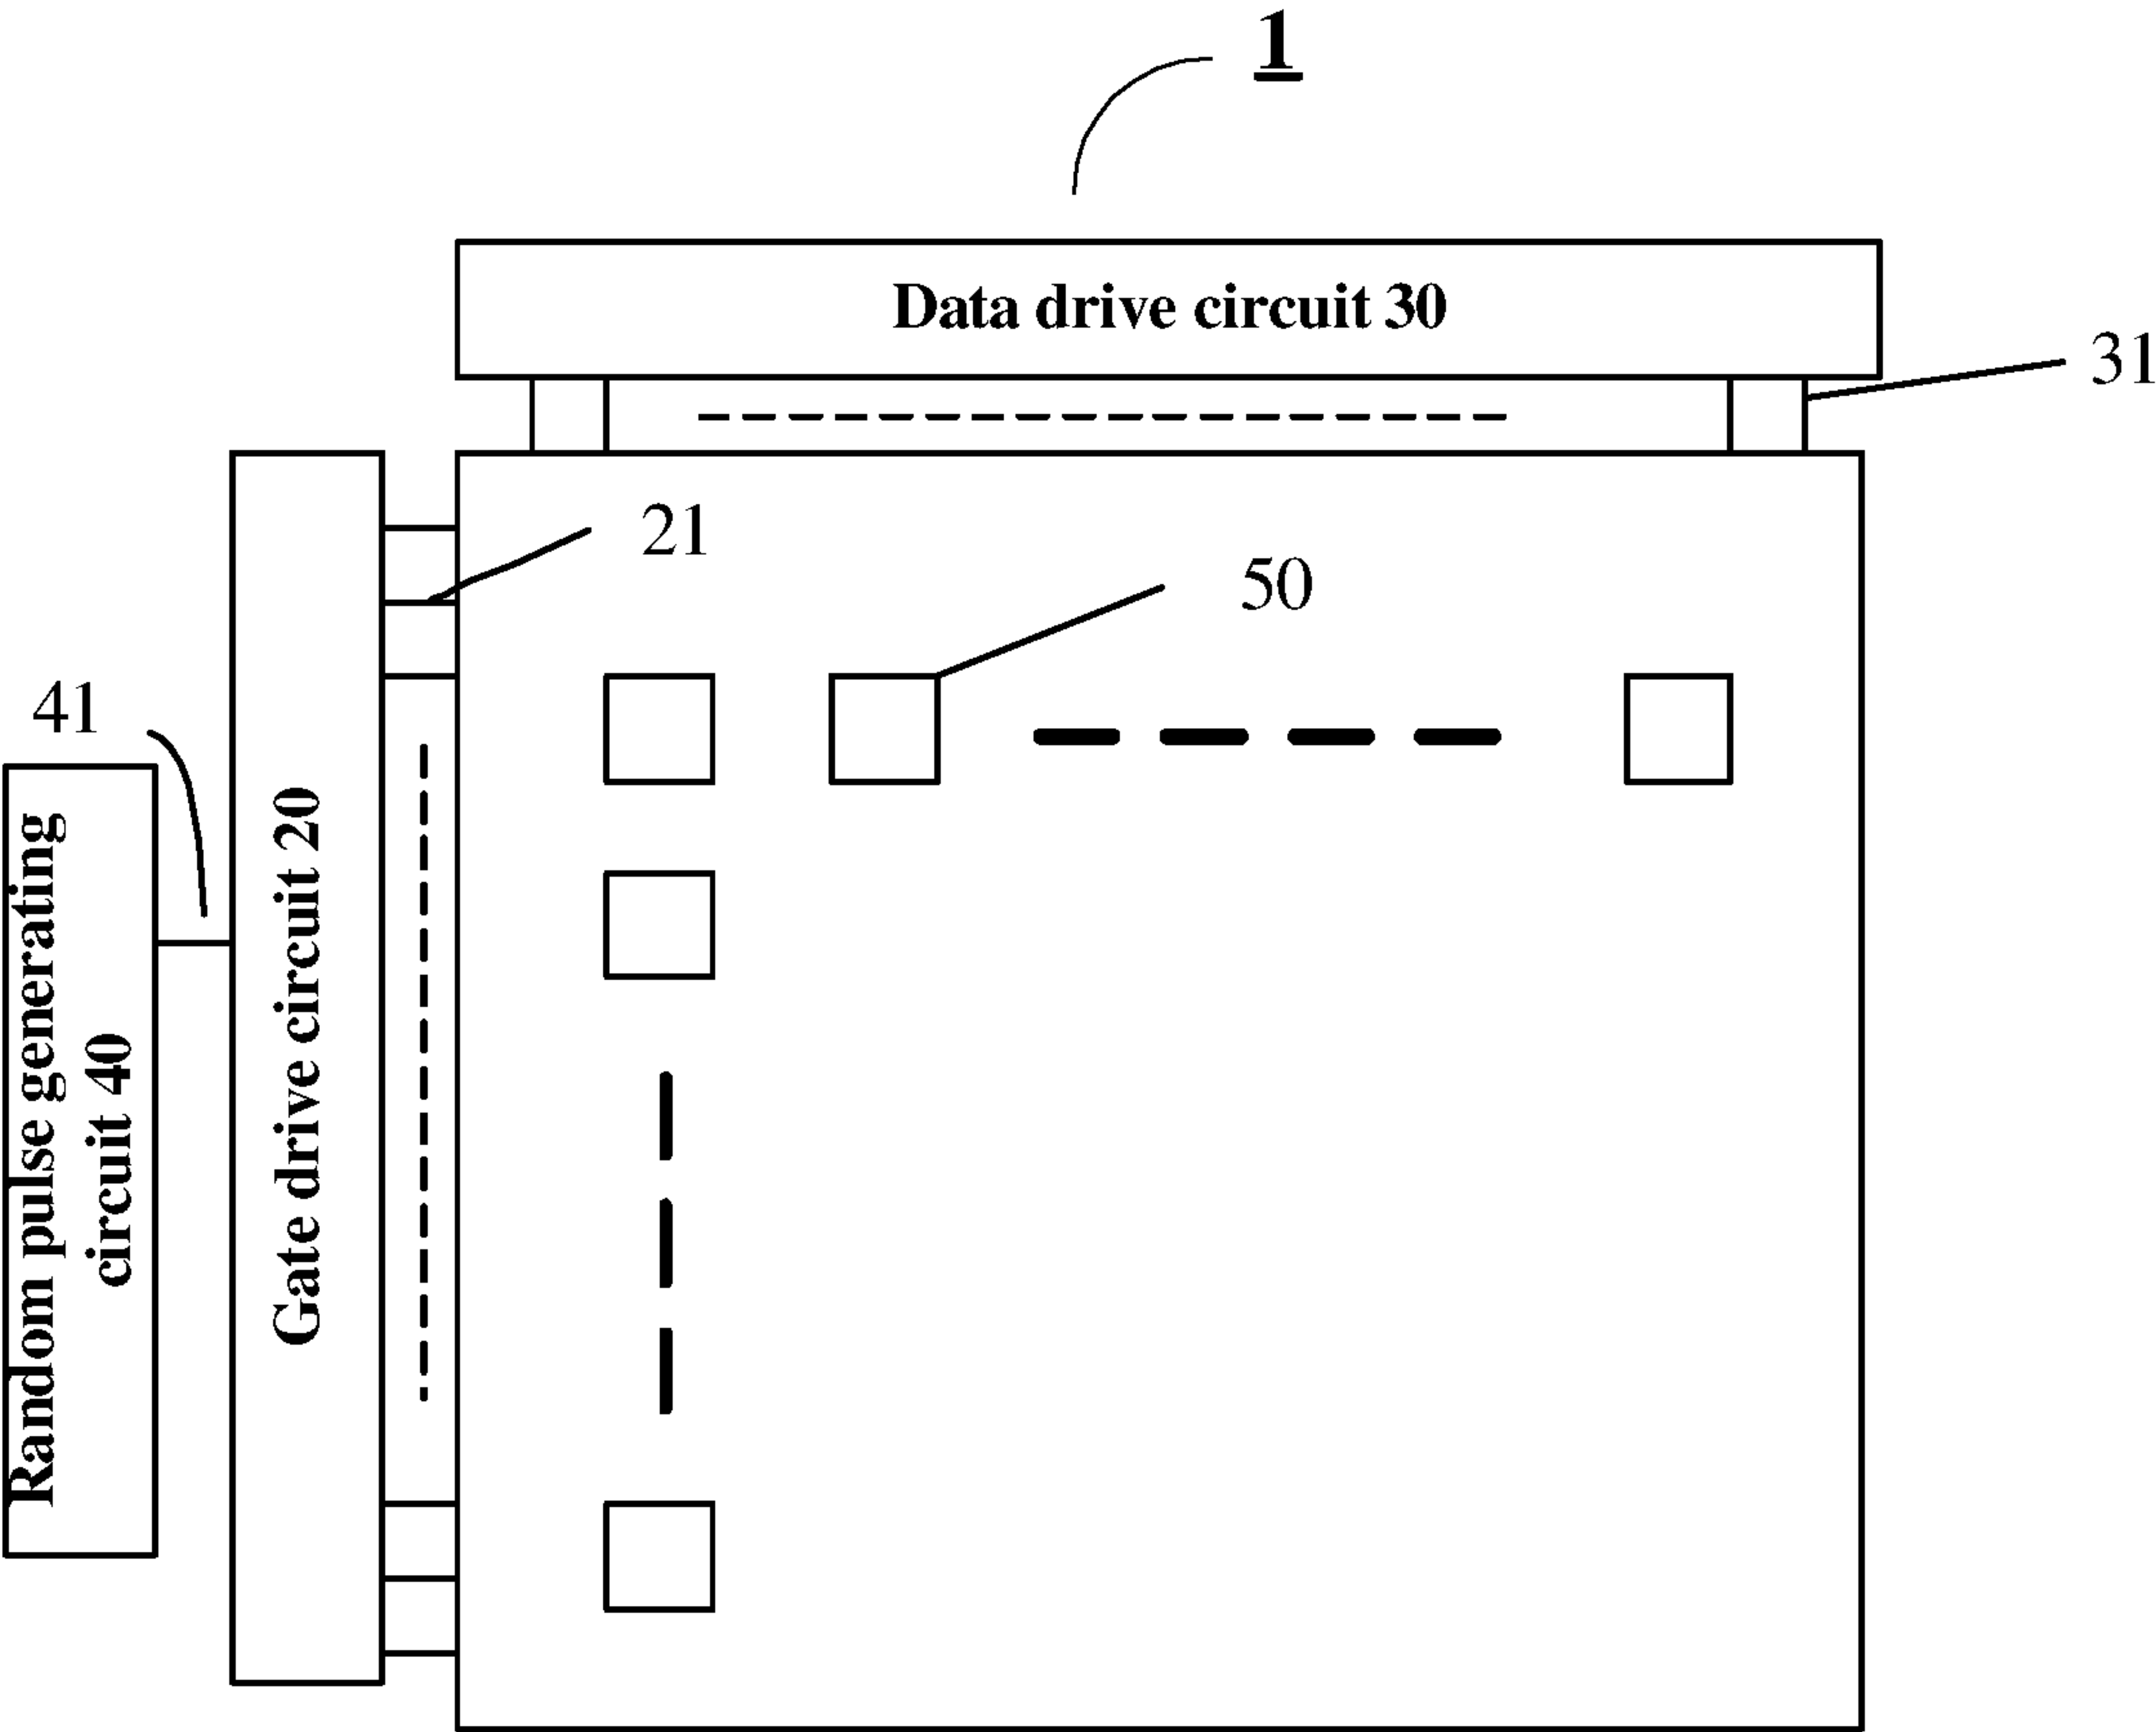 1
Data drive circuit 30
31
21
50
41
Gate drive circuit 20
Random pulse generating
circuit 40